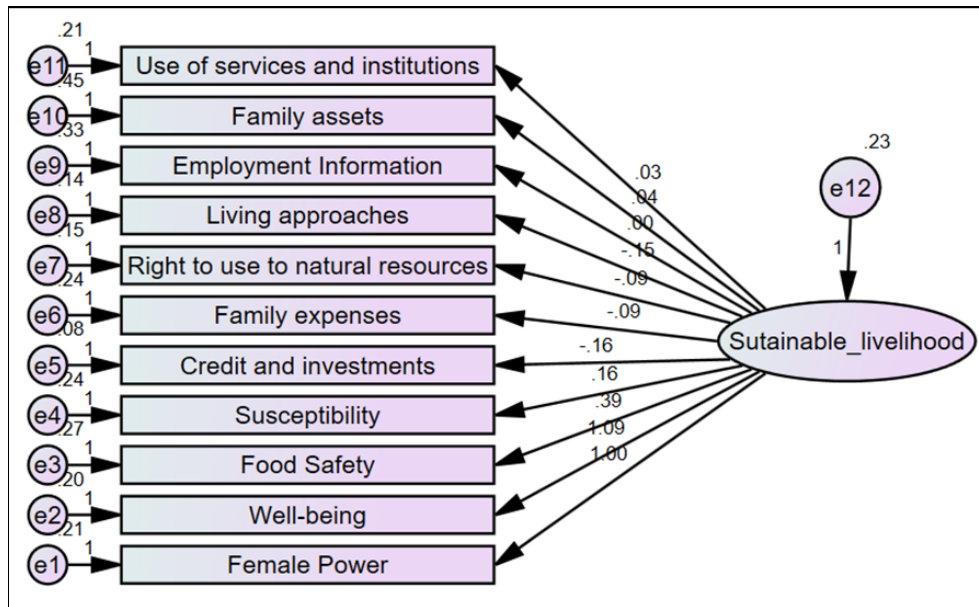 .21
e11 1 Use of services and institutions
.45
e10 1 Family assets
.33
e9 1 Employment Information
.14
e8 1 Living approaches
.15
e7 1 Right to use to natural resources
.24
e6 1 Family expenses
.08
e5 1 Credit and investments
.24
e4 1 Susceptibility
.27
e3 1 Food Safety
.20
e2 1 Well-being
.21
e1 1 Female Power
.03
.04
.00
-.15
-.09
-.09
-.16
.16
.39
1.09
1.00
.23
e12
1
Sutainable_livelihood